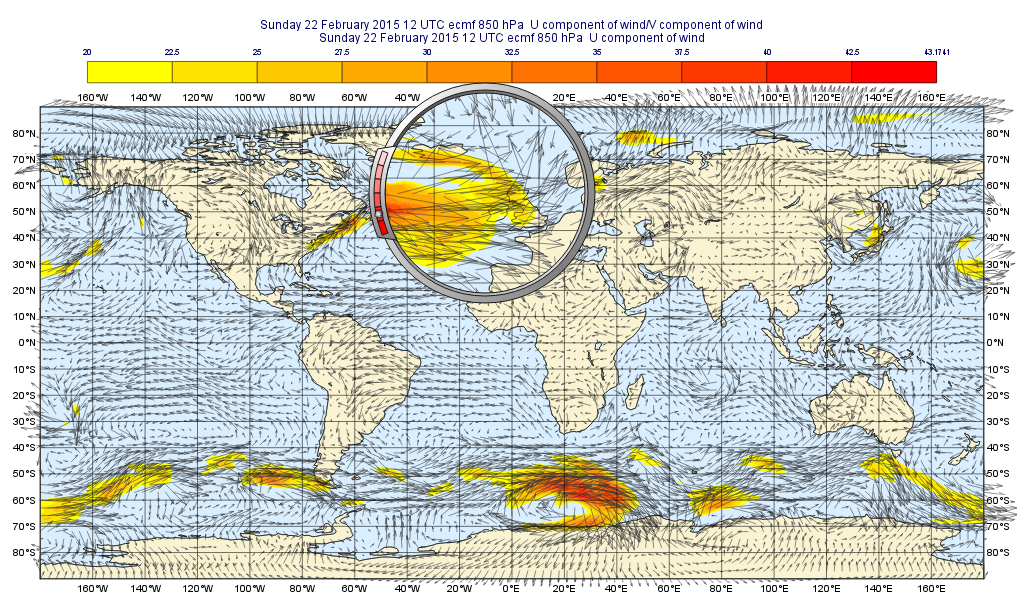 Sunday 22 February 2015 12 UTC ecmf 850 hPa  U component of wind/V component of wind
Sunday 22 February 2015 12 UTC ecmf 850 hPa  U component of wind
20 22.5 25 27.5 30 32.5 35 37.5 40 42.5 43.1741
160°W 140°W 120°W 100°W 80°W 60°W 40°W 20°E 40°E 60°E 80°E 100°E 120°E 140°E 160°E
80°N 80°N
70°N 70°N
60°N 60°N
50°N 50°N
40°N 40°N
30°N 30°N
20°N 20°N
10°N 10°N
0°N 0°N
10°S 10°S
20°S 20°S
30°S 30°S
40°S 40°S
50°S 50°S
60°S 60°S
70°S 70°S
80°S 80°S
160°W 140°W 120°W 100°W 80°W 60°W 40°W 20°W 0°E 20°E 40°E 60°E 80°E 100°E 120°E 140°E 160°E